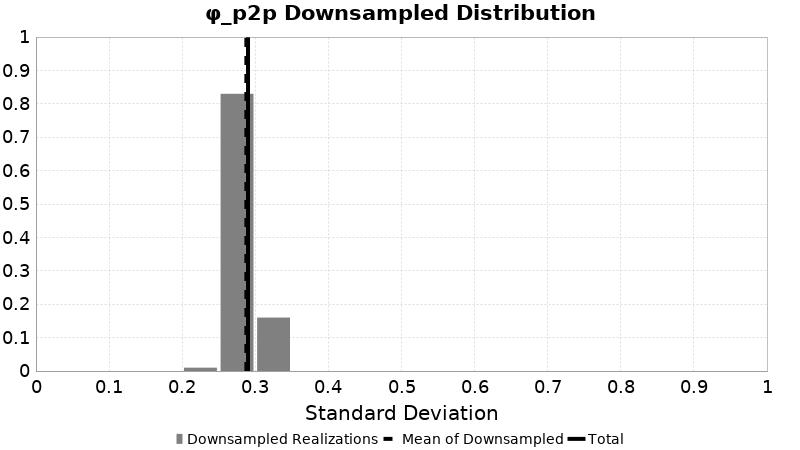 φ_p2p Downsampled Distribution
1
0.9
0.8
0.7
0.6
0.5
0.4
0.3
0.2
0.1
0
0 0.1 0.2 0.3 0.4 0.5 0.6 0.7 0.8 0.9 1
Standard Deviation
Downsampled Realizations Mean of Downsampled Total